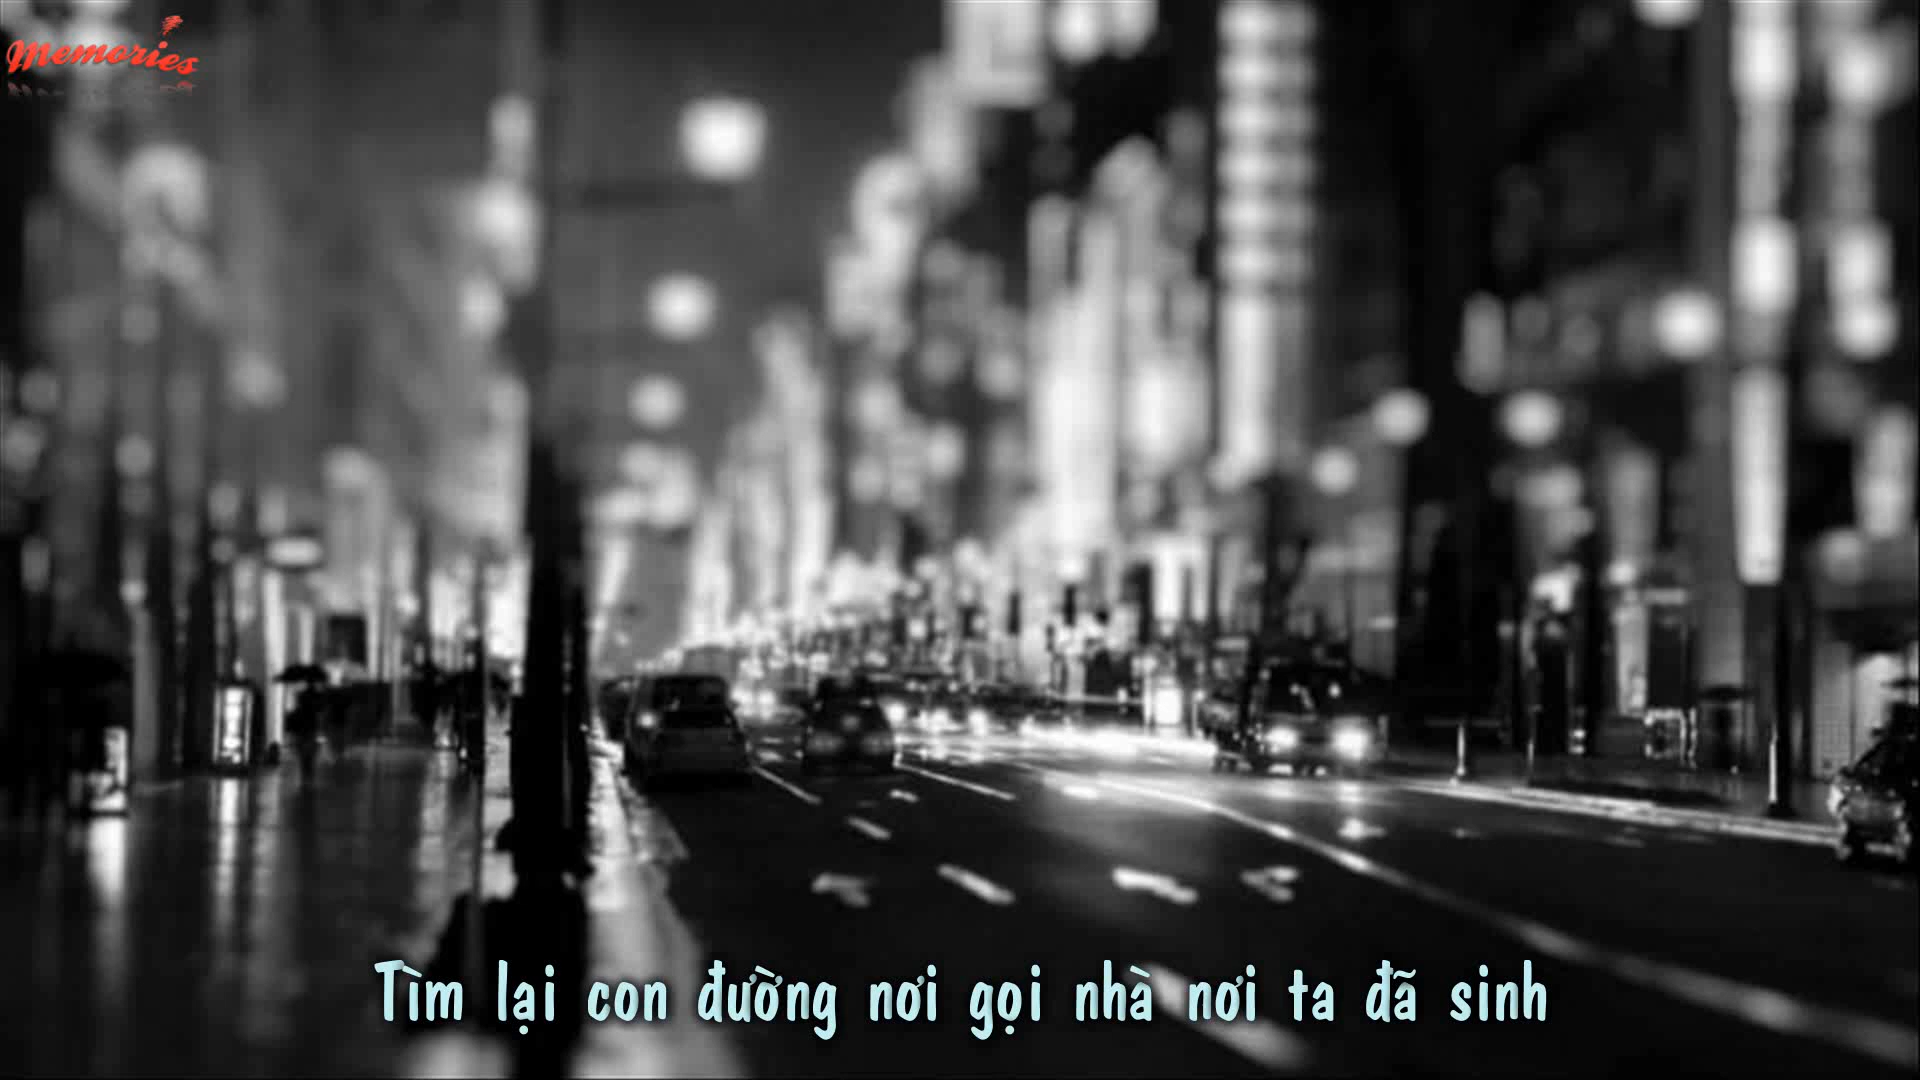 Memories
Tìm lại con đường nơi gọi nhà nơi ta đã sinh